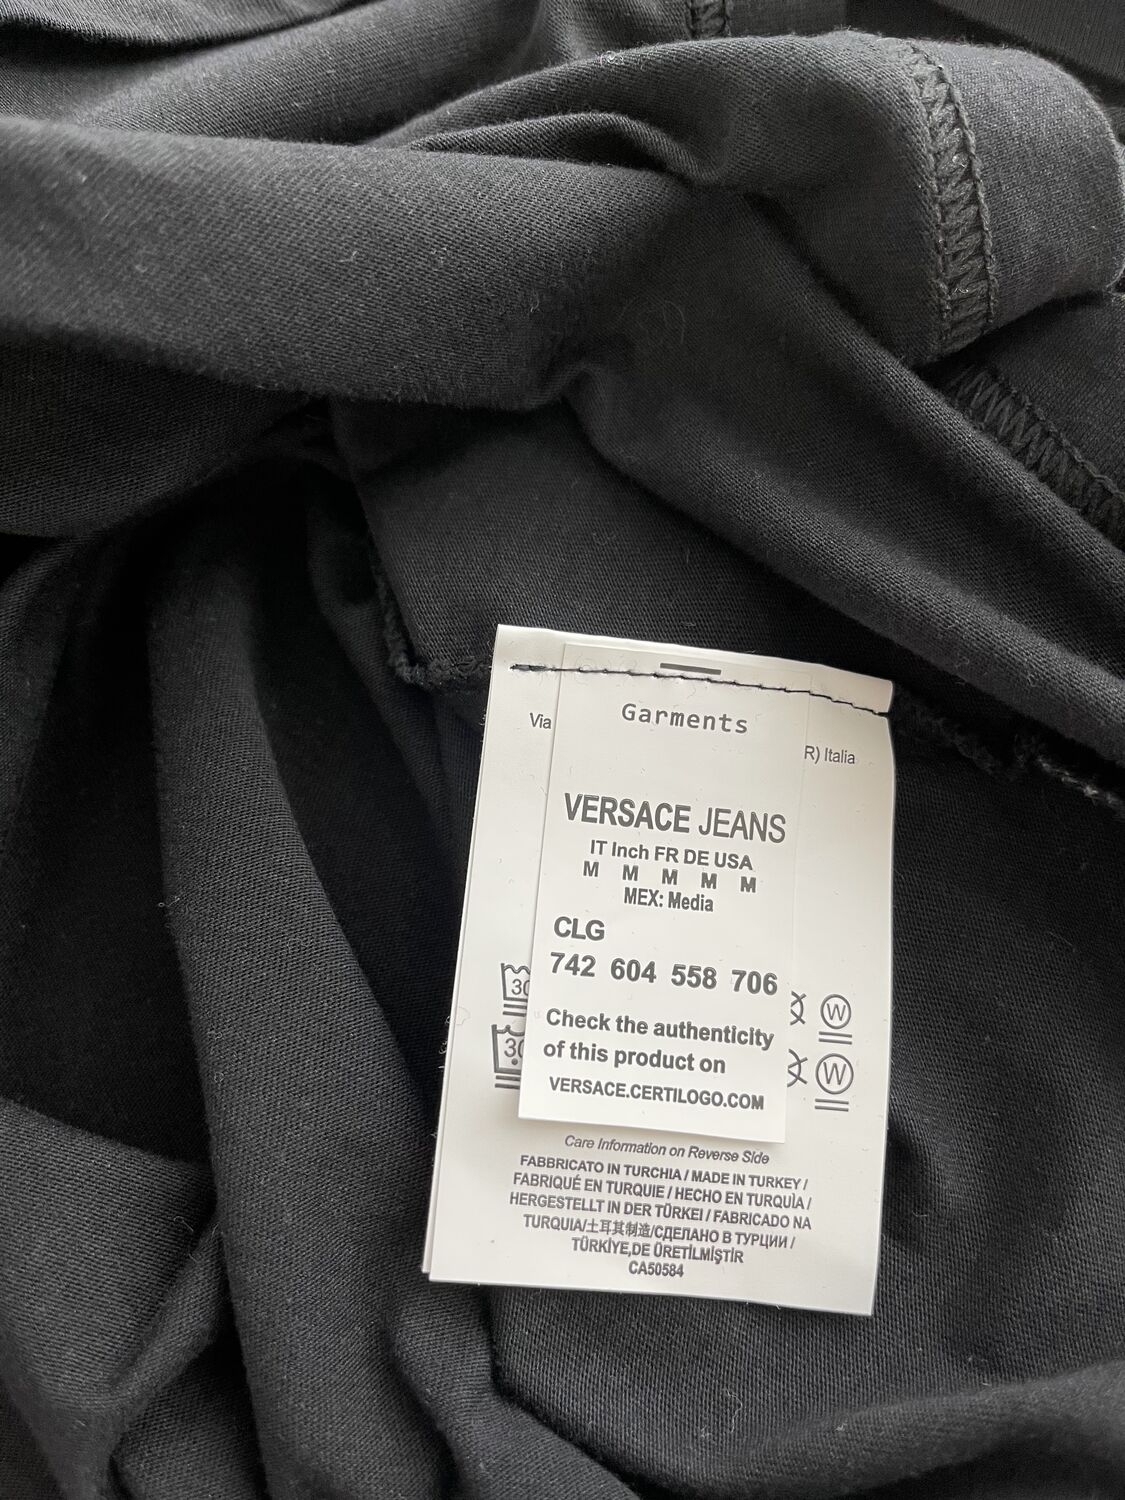 Garments
Via
R) Italia
VERSACE JEANS
IT Inch FR DE USA
M M M M M
MEX: Media
CLG
742 604 558 706
Check the authenticity
of this product on
VERSACE.CERTILOGO.COM
30
W
30
W
Care Information on Reverse Side
FABBRICATO IN TURCHIA / MADE IN TURKEY /
FABRIQUÉ EN TURQUIE / HECHO EN TURQUÌA /
HERGESTELLT IN DER TÜRKEI / FABRICADO NA
TURQUIA/土耳其制造/СДЕЛАНО В ТУРЦИИ /
TÜRKİYE,DE ÜRETİLMİŞTİR
CA50584